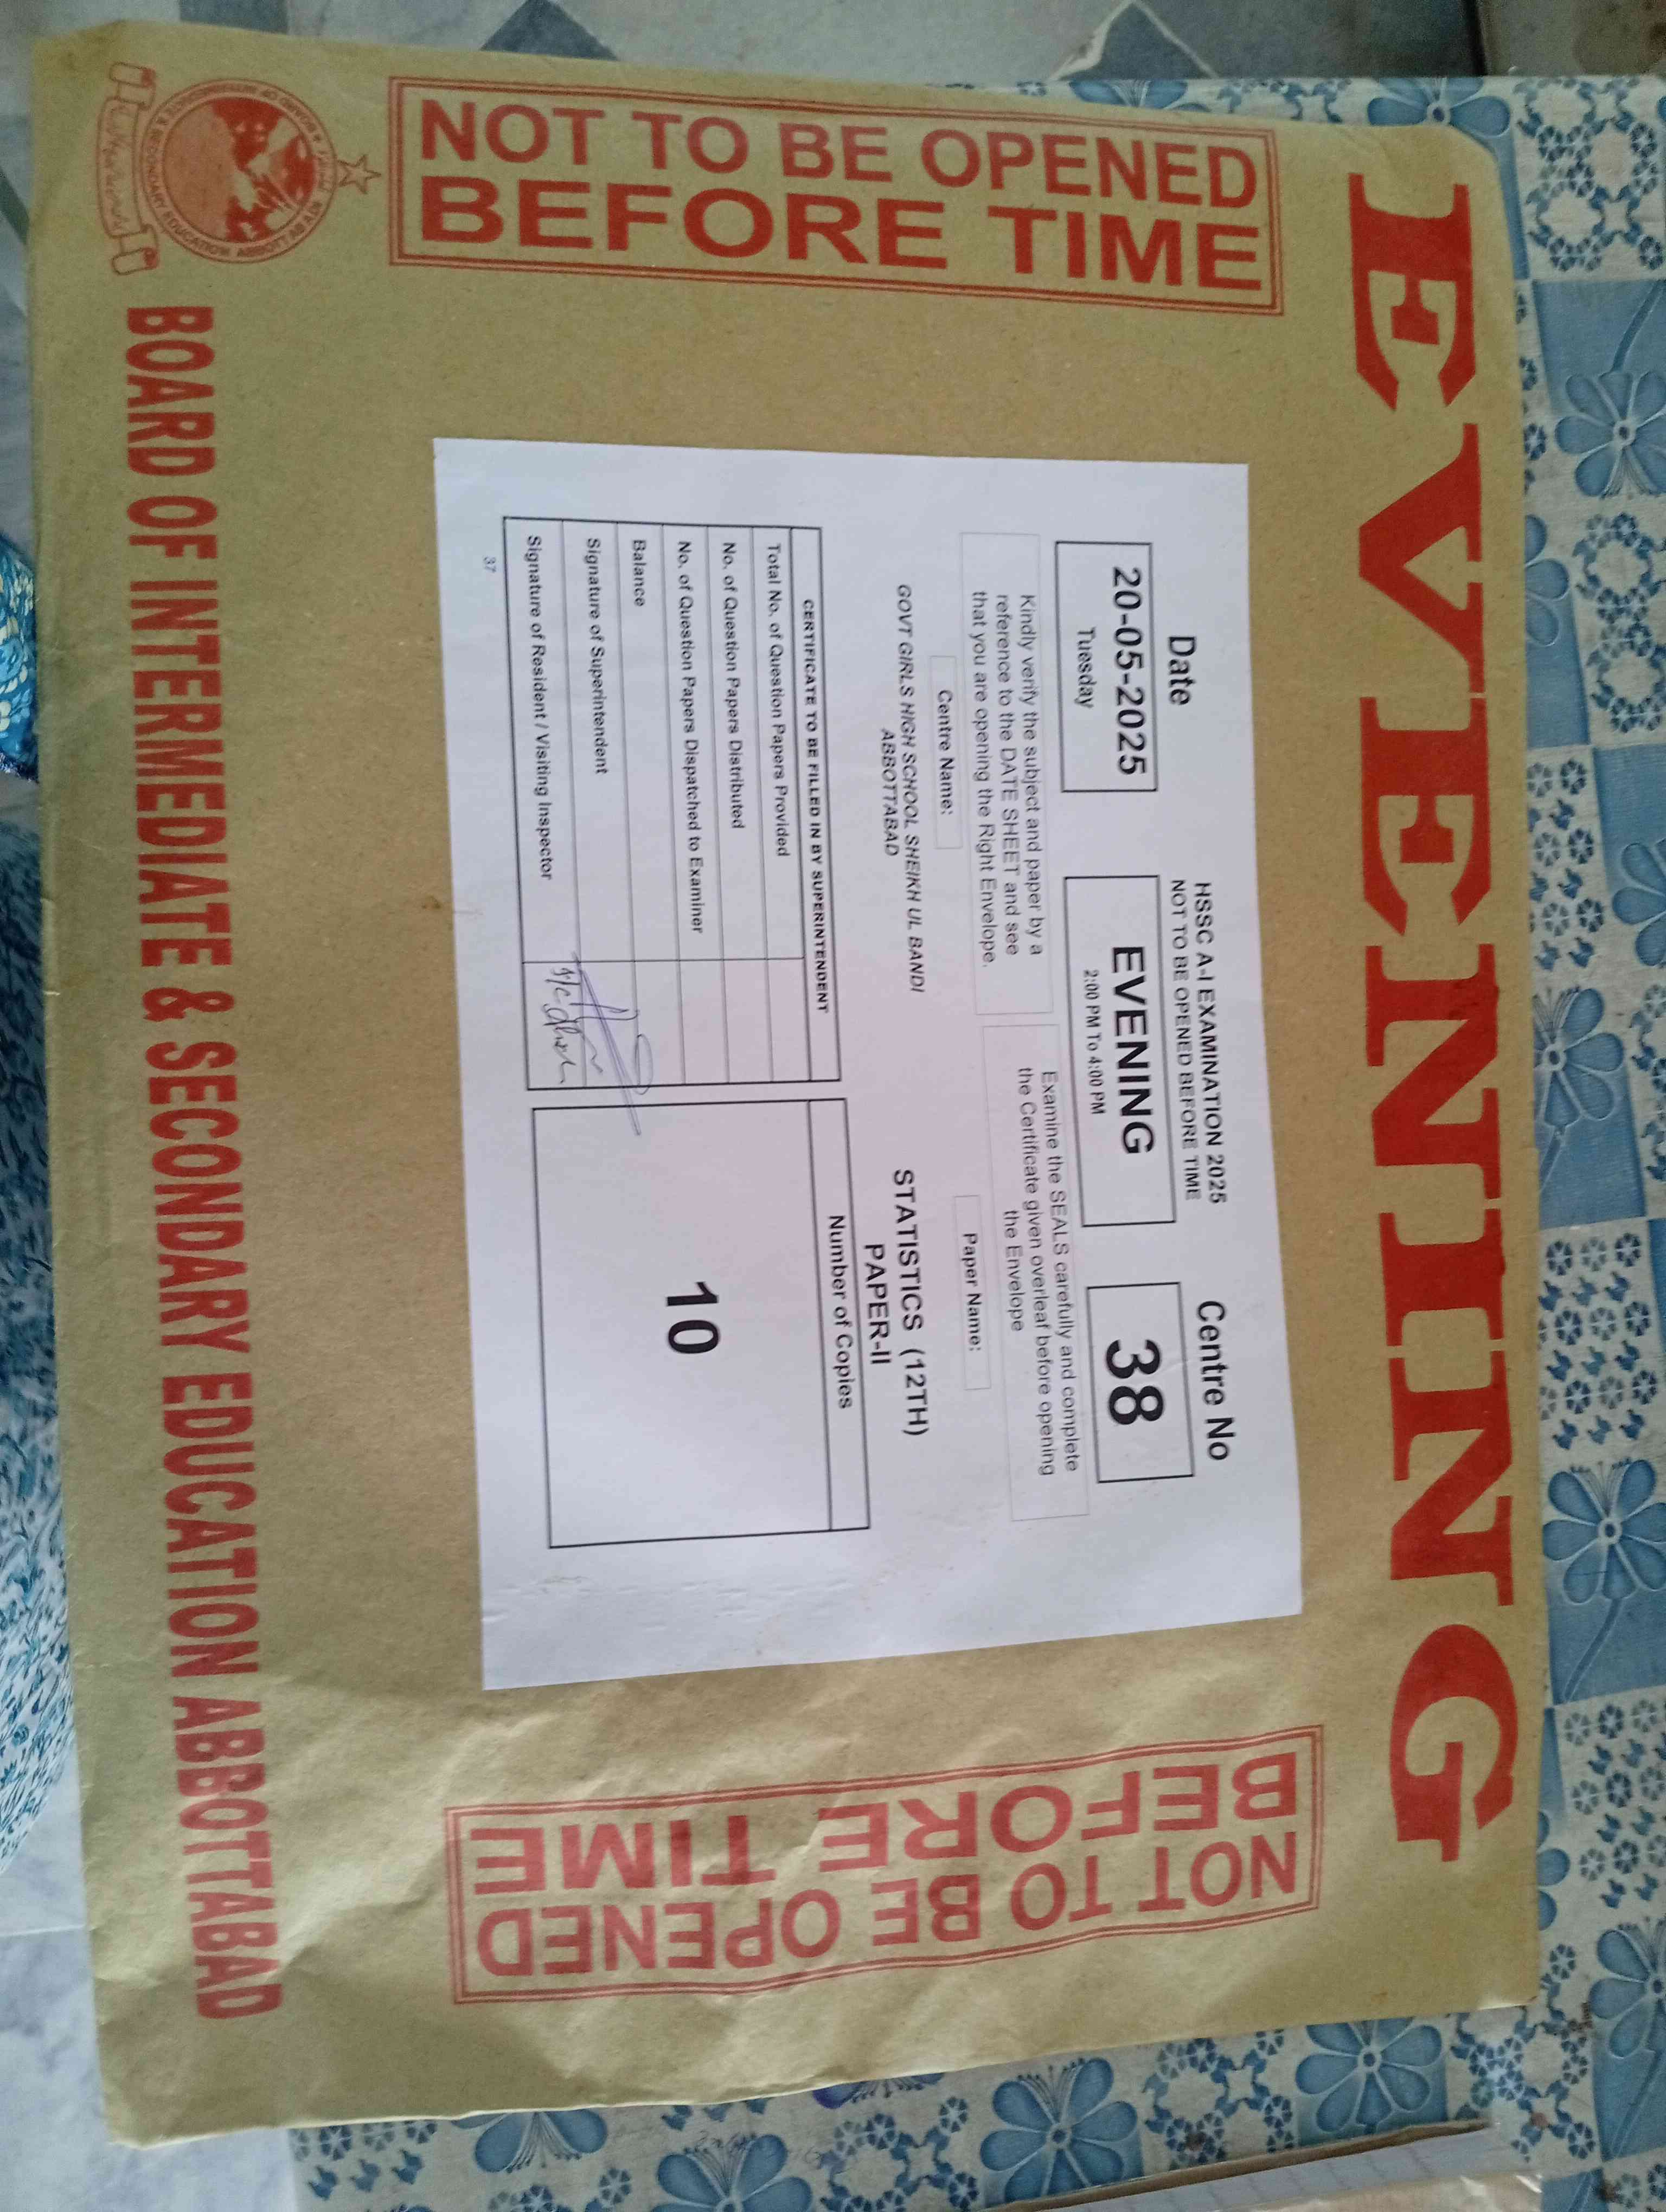 EVENING
NOT TO BE OPENED
BEFORE TIME
Date
20-05-2025
Tuesday
HSSC A-I EXAMINATION 2025
NOT TO BE OPENED BEFORE TIME
EVENING
2:00 PM To 4:00 PM
Centre No
38
Kindly verify the subject and paper by a
reference to the DATE SHEET and see
that you are opening the Right Envelope.
Examine the SEALS carefully and complete
the Certificate given overleaf before opening
the Envelope
Centre Name:
GOVT GIRLS HIGH SCHOOL SHEIKH UL BANDI
ABBOTTABAD
Paper Name:
STATISTICS (12TH)
PAPER-II
CERTIFICATE TO BE FILLED IN BY SUPERINTENDENT
Total No. of Question Papers Provided
No. of Question Papers Distributed
No. of Question Papers Dispatched to Examiner
Balance
Signature of Superintendent
Signature of Resident / Visiting Inspector
37
Number of Copies
10
NOT TO BE OPENED
BEFORE TIME
BOARD OF INTERMEDIATE & SECONDARY EDUCATION ABBOTTABAD
BOARD OF INTERMEDIATE & SECONDARY EDUCATION ABBOTTABAD